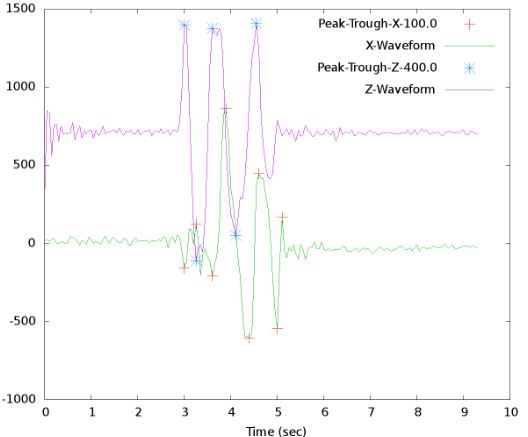 1500
1000
500
0
-500
-1000
Peak-Trough-X-100.0
X-Waveform
Peak-Trough-Z-400.0
Z-Waveform
0 1 2 3 4 5 6 7 8 9 10
Time (sec)